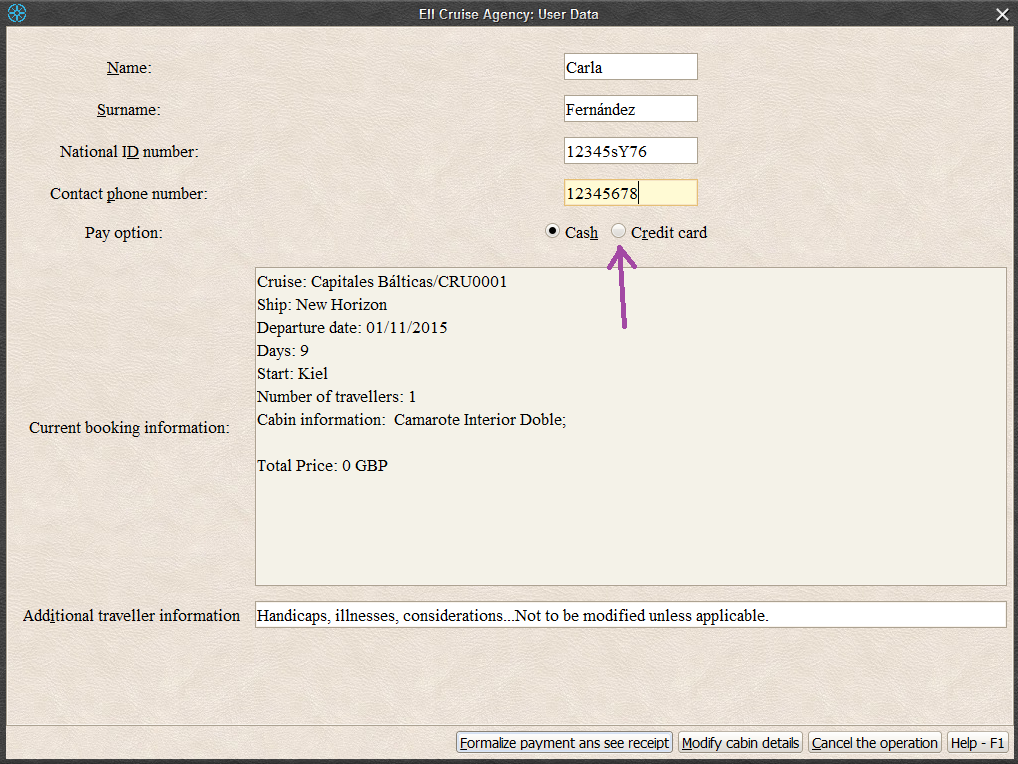 EII Cruise Agency: User Data
Name: Carla
Surname: Fernández
National ID number: 12345sY76
Contact phone number: 12345678
Pay option: Cash Credit card
Cruise: Capitales Bálticas/CRU0001
Ship: New Horizon
Departure date: 01/11/2015
Days: 9
Start: Kiel
Number of travellers: 1
Cabin information:  Camarote Interior Doble;
Current booking information:
Total Price: 0 GBP
Additional traveller information Handicaps, illnesses, considerations...Not to be modified unless applicable.
Formalize payment ans see receipt Modify cabin details Cancel the operation Help - F1